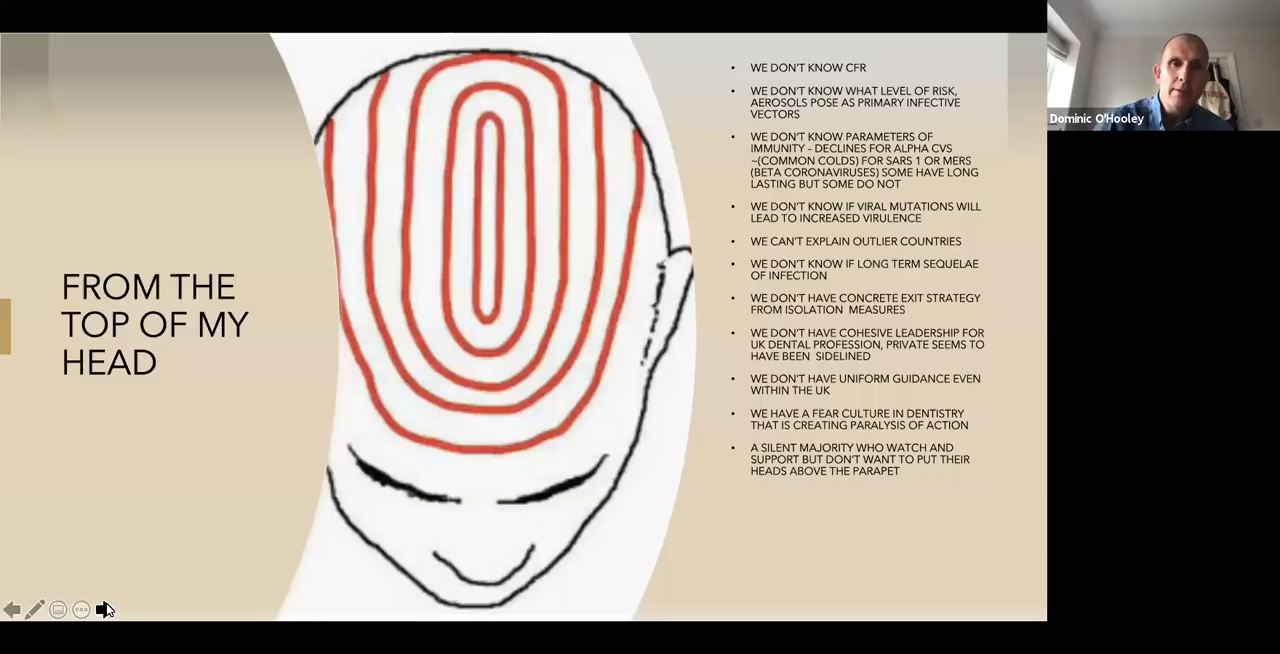 FROM THE
TOP OF MY
HEAD
• WE DON'T KNOW CFR
• WE DON'T KNOW WHAT LEVEL OF RISK,
AEROSOLS POSE AS PRIMARY INFECTIVE
VECTORS
• WE DON'T KNOW PARAMETERS OF
IMMUNITY – DECLINES FOR ALPHA CVS
~(COMMON COLDS) FOR SARS 1 OR MERS
(BETA CORONAVIRUSES) SOME HAVE LONG
LASTING BUT SOME DO NOT
• WE DON'T KNOW IF VIRAL MUTATIONS WILL
LEAD TO INCREASED VIRULENCE
• WE CAN'T EXPLAIN OUTLIER COUNTRIES
• WE DON'T KNOW IF LONG TERM SEQUELAE
OF INFECTION
• WE DON'T HAVE CONCRETE EXIT STRATEGY
FROM ISOLATION MEASURES
• WE DON'T HAVE COHESIVE LEADERSHIP FOR
UK DENTAL PROFESSION, PRIVATE SEEMS TO
HAVE BEEN SIDELINED
• WE DON'T HAVE UNIFORM GUIDANCE EVEN
WITHIN THE UK
• WE HAVE A FEAR CULTURE IN DENTISTRY
THAT IS CREATING PARALYSIS OF ACTION
• A SILENT MAJORITY WHO WATCH AND
SUPPORT BUT DON'T WANT TO PUT THEIR
HEADS ABOVE THE PARAPET
Dominic O'Hooley